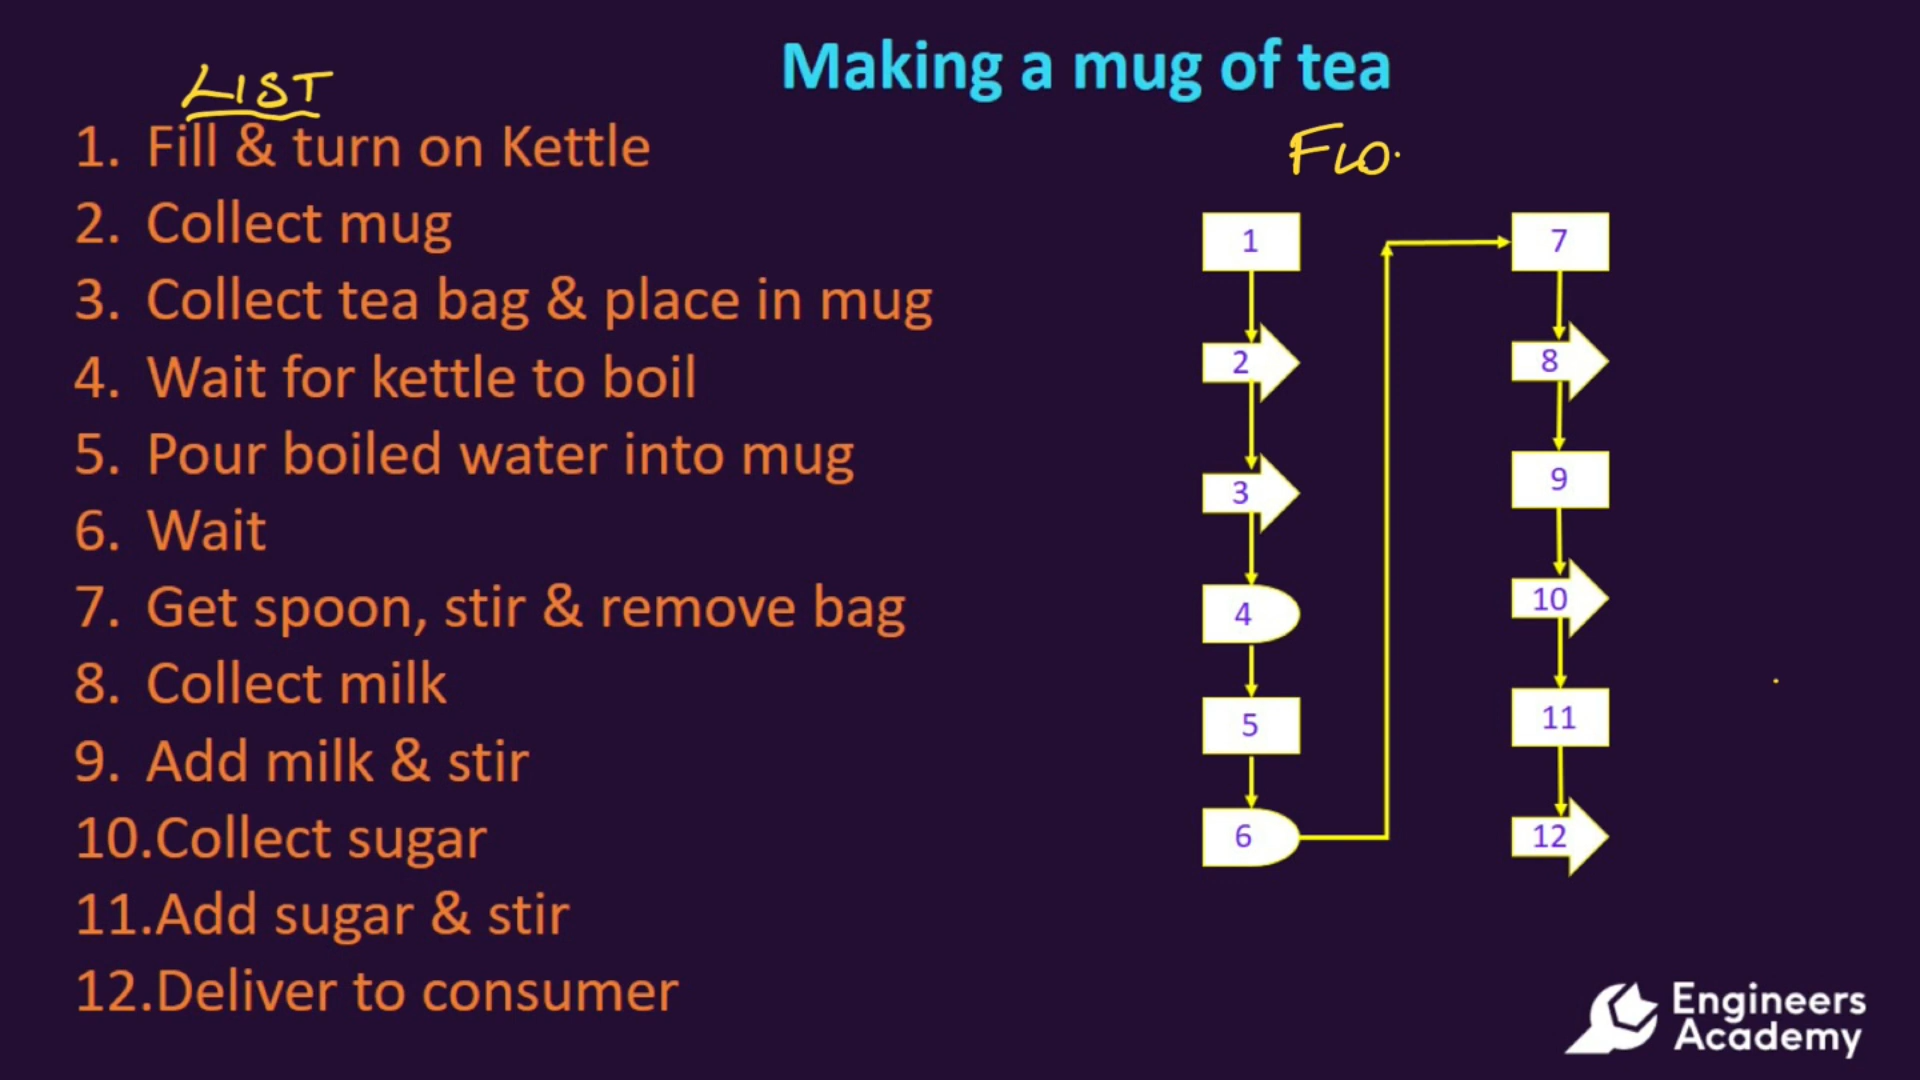 Making a mug of tea
LIST
1. Fill & turn on Kettle
2. Collect mug
3. Collect tea bag & place in mug
4. Wait for kettle to boil
5. Pour boiled water into mug
6. Wait
7. Get spoon, stir & remove bag
8. Collect milk
9. Add milk & stir
10.Collect sugar
11.Add sugar & stir
12.Deliver to consumer
FLO
1
2
3
4
5
6
7
8
9
10
11
12
Engineers
Academy